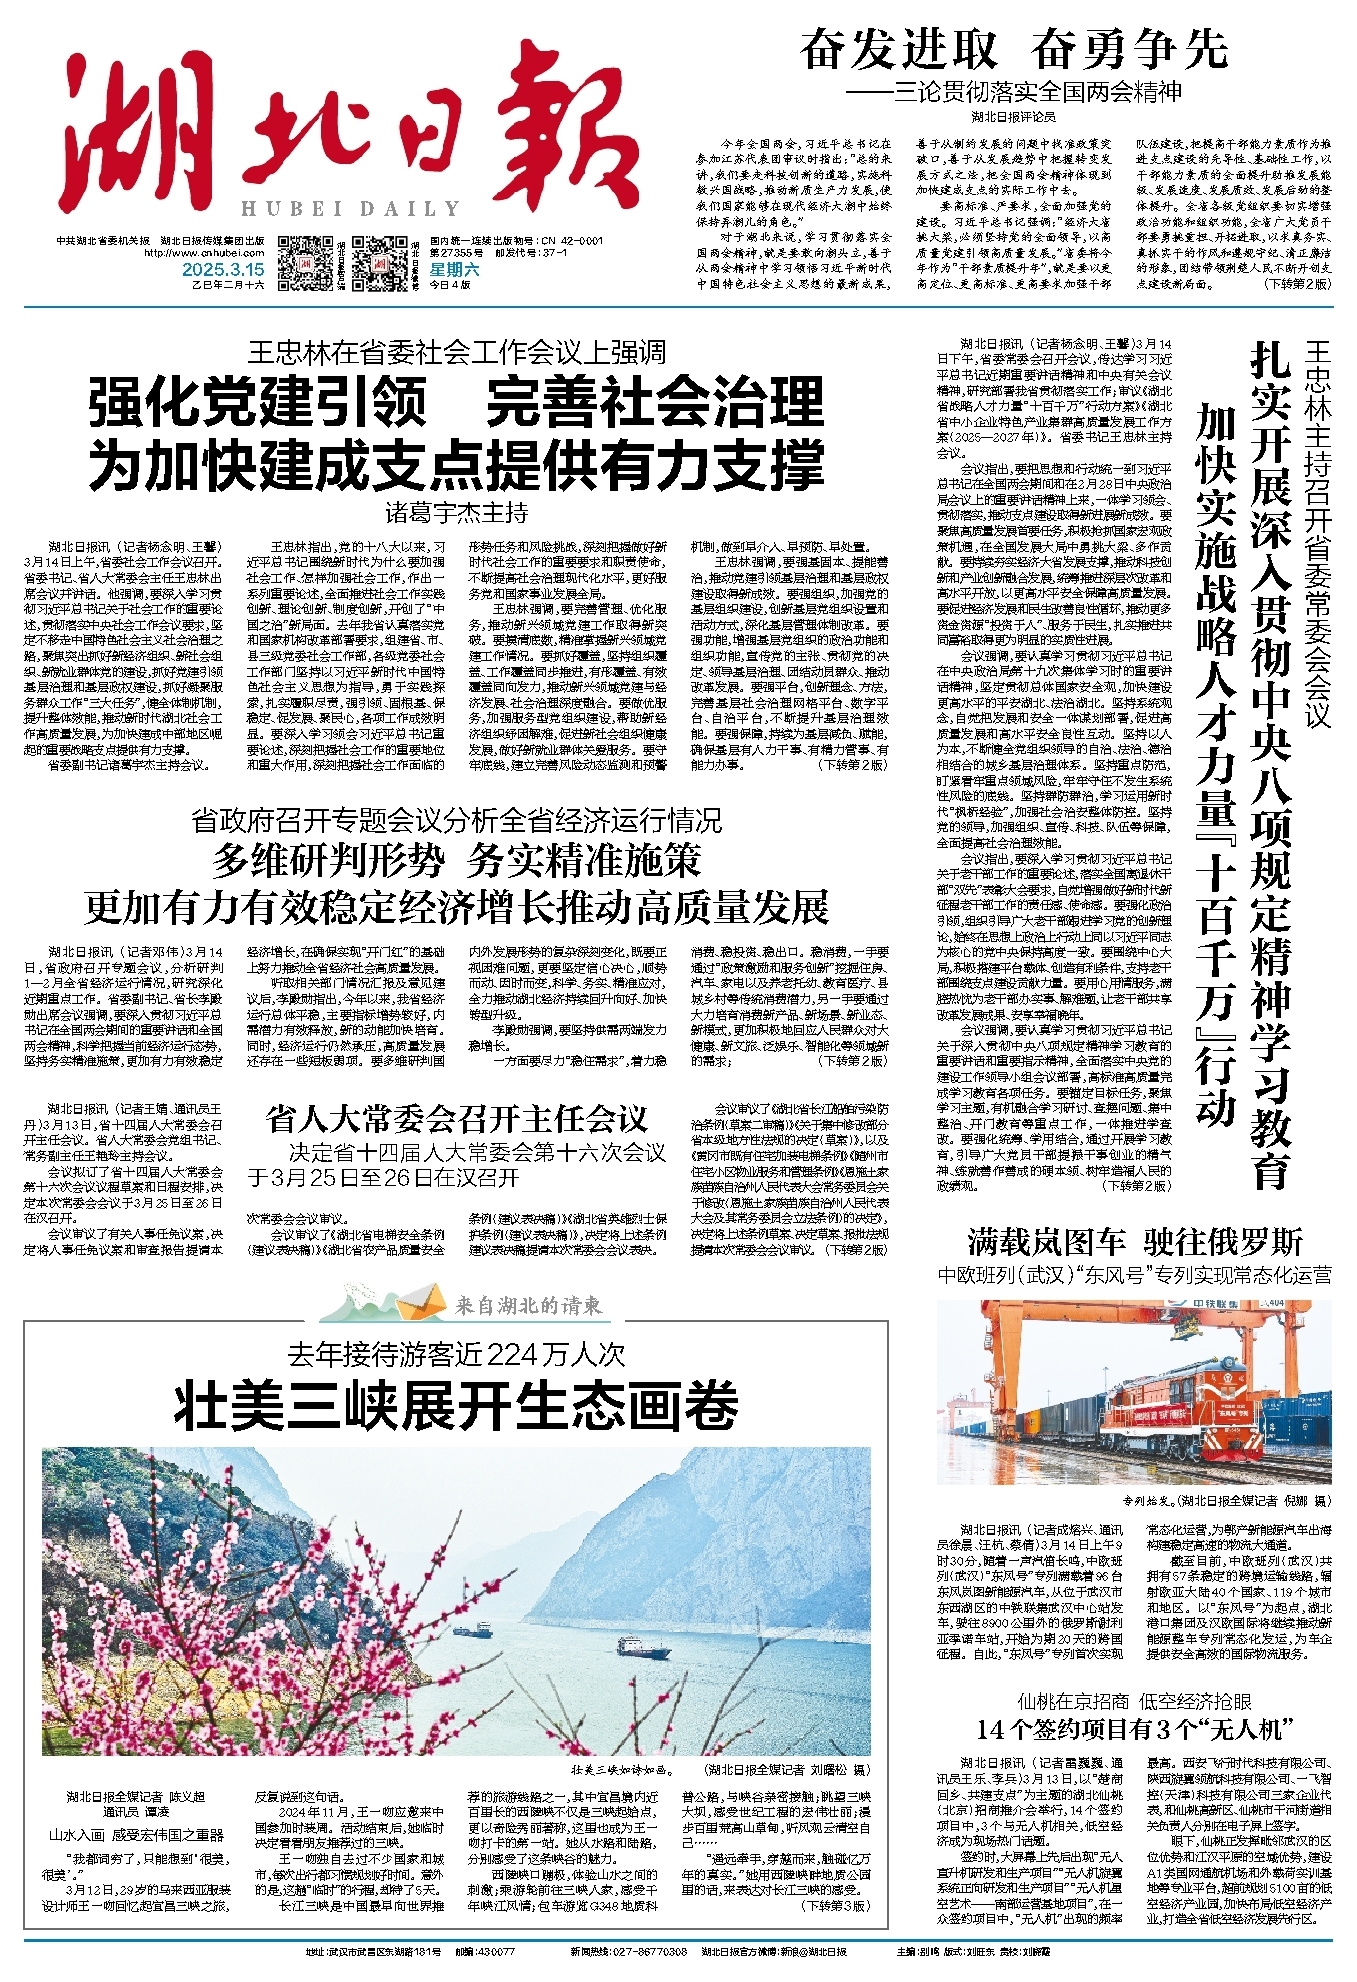 湖北日報
HUBEI DAILY
中共湖北省委机关报 湖北日报传媒集团出版
http://www.cnhubei.com
2025.3.15
乙巳年二月十六
国内统一连续出版物号:CN 42-0001
第27355号 邮发代号:37-1
星期六
今日4版
奋发进取 奋勇争先
——三论贯彻落实全国两会精神
湖北日报评论员
今年全国两会,习近平总书记在
参加江苏代表团审议时指出:“总的来
讲,我们要走科技创新的道路,实施科
教兴国战略,推动新质生产力发展,使
我们国家能够在现代经济大潮中始终
保持弄潮儿的角色。”
对于湖北来说,学习贯彻落实全
国两会精神,就是要敢向潮头立,善于
从两会精神中学习领悟习近平新时代
中国特色社会主义思想的最新成果,
善于从制约发展的问题中找准政策突
破口,善于从发展趋势中把握转变发
展方式之法,把全国两会精神体现到
加快建成支点的实际工作中去。
要高标准、严要求,全面加强党的
建设。习近平总书记强调:“经济大省
挑大梁,必须坚持党的全面领导,以高
质量党建引领高质量发展。”省委将今
年作为“干部素质提升年”,就是要以更
高定位、更高标准、更高要求加强干部
队伍建设,把提高干部能力素质作为推
进支点建设的先导性、基础性工作,以
干部能力素质的全面提升助推发展能
级、发展速度、发展质效、发展后劲的整
体提升。全省各级党组织要切实增强
政治功能和组织功能,全省广大党员干
部要勇挑重担、开拓进取,以求真务实、
真抓实干的作风和遵规守纪、清正廉洁
的形象,团结带领荆楚人民不断开创支
点建设新局面。 (下转第2版)
王忠林在省委社会工作会议上强调
强化党建引领 完善社会治理
为加快建成支点提供有力支撑
诸葛宇杰主持
湖北日报讯 (记者杨念明、王馨)
3月14日上午,省委社会工作会议召开。
省委书记、省人大常委会主任王忠林出
席会议并讲话。他强调,要深入学习贯
彻习近平总书记关于社会工作的重要论
述,贯彻落实中央社会工作会议要求,坚
定不移走中国特色社会主义社会治理之
路,聚焦突出抓好新经济组织、新社会组
织、新就业群体党的建设,抓好党建引领
基层治理和基层政权建设,抓好凝聚服
务群众工作“三大任务”,健全体制机制,
提升整体效能,推动新时代湖北社会工
作高质量发展,为加快建成中部地区崛
起的重要战略支点提供有力支撑。
省委副书记诸葛宇杰主持会议。
王忠林指出,党的十八大以来,习
近平总书记围绕新时代为什么要加强
社会工作、怎样加强社会工作,作出一
系列重要论述,全面推进社会工作实践
创新、理论创新、制度创新,开创了“中
国之治”新局面。去年我省认真落实党
和国家机构改革部署要求,组建省、市、
县三级党委社会工作部,各级党委社会
工作部门坚持以习近平新时代中国特
色社会主义思想为指导,勇于实践探
索,扎实履职尽责,强引领、固根基、保
稳定、促发展、聚民心,各项工作成效明
显。要深入学习领会习近平总书记重
要论述,深刻把握社会工作的重要地位
和重大作用,深刻把握社会工作面临的
形势任务和风险挑战,深刻把握做好新
时代社会工作的重要要求和职责使命,
不断提高社会治理现代化水平,更好服
务党和国家事业发展全局。
王忠林强调,要完善管理、优化服
务,推动新兴领域党建工作取得新突
破。要摸清底数,精准掌握新兴领域党
建工作情况。要抓好覆盖,坚持组织覆
盖、工作覆盖同步推进,有形覆盖、有效
覆盖同向发力,推动新兴领域党建与经
济发展、社会治理深度融合。要做优服
务,加强服务型党组织建设,帮助新经
济组织纾困解难,促进新社会组织健康
发展,做好新就业群体关爱服务。要守
牢底线,建立完善风险动态监测和预警
机制,做到早介入、早预防、早处置。
王忠林强调,要强基固本、提能善
治,推动党建引领基层治理和基层政权
建设取得新成效。要强组织,加强党的
基层组织建设,创新基层党组织设置和
活动方式,深化基层管理体制改革。要
强功能,增强基层党组织的政治功能和
组织功能,宣传党的主张、贯彻党的决
定、领导基层治理、团结动员群众、推动
改革发展。要强平台,创新理念、方法,
完善基层社会治理网格平台、数字平
台、自治平台,不断提升基层治理效
能。要强保障,持续为基层减负、赋能,
确保基层有人力干事、有精力管事、有
能力办事。 (下转第2版)
王忠林主持召开省委常委会会议
扎实开展深入贯彻中央八项规定精神学习教育
加快实施战略人才力量『十百千万』行动
湖北日报讯 (记者杨念明、王馨)3月14
日下午,省委常委会召开会议,传达学习习近
平总书记近期重要讲话精神和中央有关会议
精神,研究部署我省贯彻落实工作;审议《湖北
省战略人才力量“十百千万”行动方案》《湖北
省中小企业特色产业集群高质量发展工作方
案(2025—2027年)》。省委书记王忠林主持
会议。
会议指出,要把思想和行动统一到习近平
总书记在全国两会期间和在2月28日中央政治
局会议上的重要讲话精神上来,一体学习领会、
贯彻落实,推动支点建设取得新进展新成效。要
聚焦高质量发展首要任务,积极抢抓国家宏观政
策机遇,在全国发展大局中勇挑大梁、多作贡
献。要持续夯实经济大省发展支撑,推动科技创
新和产业创新融合发展,统筹推进深层次改革和
高水平开放,以更高水平安全保障高质量发展。
要促进经济发展和民生改善良性循环,推动更多
资金资源“投资于人”、服务于民生,扎实推进共
同富裕取得更为明显的实质性进展。
会议强调,要认真学习贯彻习近平总书记
在中央政治局第十九次集体学习时的重要讲
话精神,坚定贯彻总体国家安全观,加快建设
更高水平的平安湖北、法治湖北。坚持系统观
念,自觉把发展和安全一体谋划部署,促进高
质量发展和高水平安全良性互动。坚持以人
为本,不断健全党组织领导的自治、法治、德治
相结合的城乡基层治理体系。坚持重点防范,
盯紧看牢重点领域风险,牢牢守住不发生系统
性风险的底线。坚持群防群治,学习运用新时
代“枫桥经验”,加强社会治安整体防控。坚持
党的领导,加强组织、宣传、科技、队伍等保障,
全面提高社会治理效能。
会议指出,要深入学习贯彻习近平总书记
关于老干部工作的重要论述,落实全国离退休干
部“双先”表彰大会要求,自觉增强做好新时代新
征程老干部工作的责任感、使命感。要强化政治
引领,组织引导广大老干部跟进学习党的创新理
论,始终在思想上政治上行动上同以习近平同志
为核心的党中央保持高度一致。要围绕中心大
局,积极搭建平台载体、创造有利条件,支持老干
部围绕支点建设贡献力量。要用心用情服务,满
腔热忱为老干部办实事、解难题,让老干部共享
改革发展成果、安享幸福晚年。
会议强调,要认真学习贯彻习近平总书记
关于深入贯彻中央八项规定精神学习教育的
重要讲话和重要指示精神,全面落实中央党的
建设工作领导小组会议部署,高标准高质量完
成学习教育各项任务。要锚定目标任务,聚焦
学习主题,有机融合学习研讨、查摆问题、集中
整治、开门教育等重点工作,一体推进学查
改。要强化统筹、学用结合,通过开展学习教
育,引导广大党员干部提振干事创业的精气
神、练就善作善成的硬本领、树牢造福人民的
政绩观。 (下转第2版)
省政府召开专题会议分析全省经济运行情况
多维研判形势 务实精准施策
更加有力有效稳定经济增长推动高质量发展
湖北日报讯 (记者邓伟)3月14
日,省政府召开专题会议,分析研判
1—2月全省经济运行情况,研究深化
近期重点工作。省委副书记、省长李殿
勋出席会议强调,要深入贯彻习近平总
书记在全国两会期间的重要讲话和全国
两会精神,科学把握当前经济运行态势,
坚持务实精准施策,更加有力有效稳定
经济增长,在确保实现“开门红”的基础
上努力推动全省经济社会高质量发展。
听取相关部门情况汇报及意见建
议后,李殿勋指出,今年以来,我省经济
运行总体平稳,主要指标增势较好,内
需潜力有效释放,新的动能加快培育。
同时,经济运行仍然承压,高质量发展
还存在一些短板弱项。要多维研判国
内外发展形势的复杂深刻变化,既要正
视困难问题,更要坚定信心决心,顺势
而动、因时而变,科学、务实、精准应对,
全力推动湖北经济持续回升向好、加快
转型升级。
李殿勋强调,要坚持供需两端发力
稳增长。
一方面要尽力“稳住需求”,着力稳
消费、稳投资、稳出口。稳消费,一手要
通过“政策激励和服务创新”挖掘住房、
汽车、家电以及养老托幼、教育医疗、县
城乡村等传统消费潜力,另一手要通过
大力培育消费新产品、新场景、新业态、
新模式,更加积极地回应人民群众对大
健康、新文旅、泛娱乐、智能化等领域新
的需求; (下转第2版)
省人大常委会召开主任会议
决定省十四届人大常委会第十六次会议
于3月25日至26日在汉召开
湖北日报讯 (记者王婧、通讯员王
丹)3月13日,省十四届人大常委会召
开主任会议。省人大常委会党组书记、
常务副主任王艳玲主持会议。
会议拟订了省十四届人大常委会
第十六次会议议程草案和日程安排,决
定本次常委会会议于3月25日至26日
在汉召开。
会议审议了有关人事任免议案,决
定将人事任免议案和审查报告提请本
次常委会会议审议。
会议审议了《湖北省电梯安全条例
(建议表决稿)》《湖北省农产品质量安全
条例(建议表决稿)》《湖北省英雄烈士保
护条例(建议表决稿)》,决定将上述条例
建议表决稿提请本次常委会会议表决。
会议审议了《湖北省长江船舶污染防
治条例(草案二审稿)》《关于集中修改部分
省本级地方性法规的决定(草案)》,以及
《黄冈市既有住宅加装电梯条例》《随州市
住宅小区物业服务和管理条例》《恩施土家
族苗族自治州人民代表大会常务委员会关
于修改〈恩施土家族苗族自治州人民代表
大会及其常务委员会立法条例〉的决定》,
决定将上述条例草案、决定草案、报批法规
提请本次常委会会议审议。(下转第2版)
来自湖北的请柬
去年接待游客近224万人次
壮美三峡展开生态画卷
壮美三峡如诗如画。 (湖北日报全媒记者 刘曙松 摄)
湖北日报全媒记者 陈义超
通讯员 谭凌
山水入画 感受宏伟国之重器
“我都词穷了,只能想到‘很美,
很美’。”
3月12日,29岁的马来西亚服装
设计师王一吻回忆起宜昌三峡之旅,
反复说到这句话。
2024年11月,王一吻应邀来中
国参加时装周。活动结束后,她临时
决定看看朋友推荐过的三峡。
王一吻独自去过不少国家和城
市,每次出行都习惯规划好时间。意外
的是,这趟“临时”的行程,却待了5天。
长江三峡是中国最早向世界推
荐的旅游线路之一,其中宜昌境内近
百里长的西陵峡不仅是三峡起始点,
更以奇险秀丽著称,这里也成为王一
吻打卡的第一站。她从水路和陆路,
分别感受了这条峡谷的魅力。
西陵峡口蹦极,体验山水之间的
刺激;乘游轮前往三峡人家,感受千
年峡江风情;包车游览G348地质科
普公路,与峡谷亲密接触;眺望三峡
大坝,感受世纪工程的宏伟壮丽;漫
步百里荒高山草甸,听风观云清空自
己……
“遥远牵手,穿越而来,触碰亿万
年的真实。”她用西陵峡畔地质公园
里的话,来表达对长江三峡的感受。
(下转第3版)
满载岚图车 驶往俄罗斯
中欧班列(武汉)“东风号”专列实现常态化运营
专列始发。(湖北日报全媒记者 倪娜 摄)
湖北日报讯 (记者成熔兴、通讯
员徐晨、汪杭、蔡倩)3月14日上午9
时30分,随着一声汽笛长鸣,中欧班
列(武汉)“东风号”专列满载着96台
东风岚图新能源汽车,从位于武汉市
东西湖区的中铁联集武汉中心站发
车,驶往8900公里外的俄罗斯谢利
亚季诺车站,开始为期20天的跨国
征程。自此,“东风号”专列首次实现
常态化运营,为鄂产新能源汽车出海
构建稳定高速的物流大通道。
截至目前,中欧班列(武汉)共
拥有57条稳定的跨境运输线路,辐
射欧亚大陆40个国家、119个城市
和地区。以“东风号”为起点,湖北
港口集团及汉欧国际将继续推动新
能源整车专列常态化发运,为车企
提供安全高效的国际物流服务。
仙桃在京招商 低空经济抢眼
14个签约项目有3个“无人机”
湖北日报讯 (记者雷巍巍、通
讯员王乐、李兵)3月13日,以“楚商
回乡、共建支点”为主题的湖北仙桃
(北京)招商推介会举行,14个签约
项目中,3个与无人机相关,低空经
济成为现场热门话题。
签约时,大屏幕上先后出现“无人
直升机研发和生产项目”“无人机旋翼
系统正向研发和生产项目”“无人机星
空艺术——南部运营基地项目”,在一
众签约项目中,“无人机”出现的频率
最高。西安飞行时代科技有限公司、
陕西旋翼领航科技有限公司、一飞智
控(天津)科技有限公司三家企业代
表,和仙桃高新区、仙桃市干河街道相
关负责人分别在电子屏上签字。
眼下,仙桃正发挥毗邻武汉的区
位优势和江汉平原的空域优势,建设
A1类国网通航机场和外载荷实训基
地等专业平台,超前规划5100亩的低
空经济产业园,加快布局低空经济产
业,打造全省低空经济发展先行区。
地址:武汉市武昌区东湖路181号 邮编:430077 新闻热线:027-86770308 湖北日报官方微博:新浪@湖北日报 主编:别鸣 版式:刘旺东 责校:刘晓霞